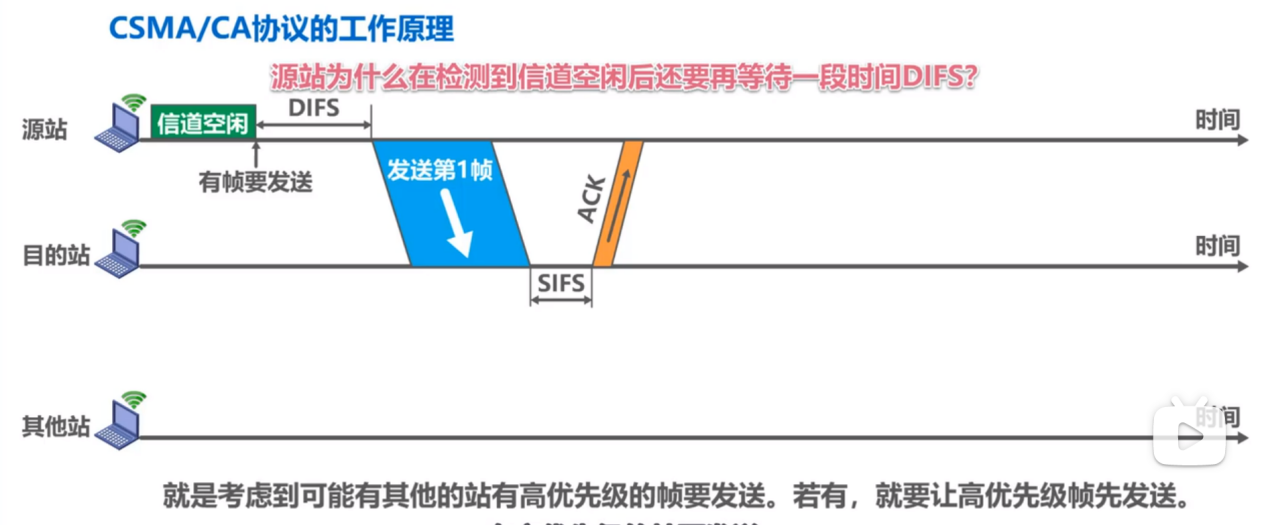 CSMA/CA协议的工作原理
源站为什么在检测到信道空闲后还要再等待一段时间DIFS?
源站
信道空闲
DIFS
时间
有帧要发送
发送第1帧
ACK
目的站
时间
SIFS
其他站
时间
就是考虑到可能有其他的站有高优先级的帧要发送。若有，就要让高优先级帧先发送。